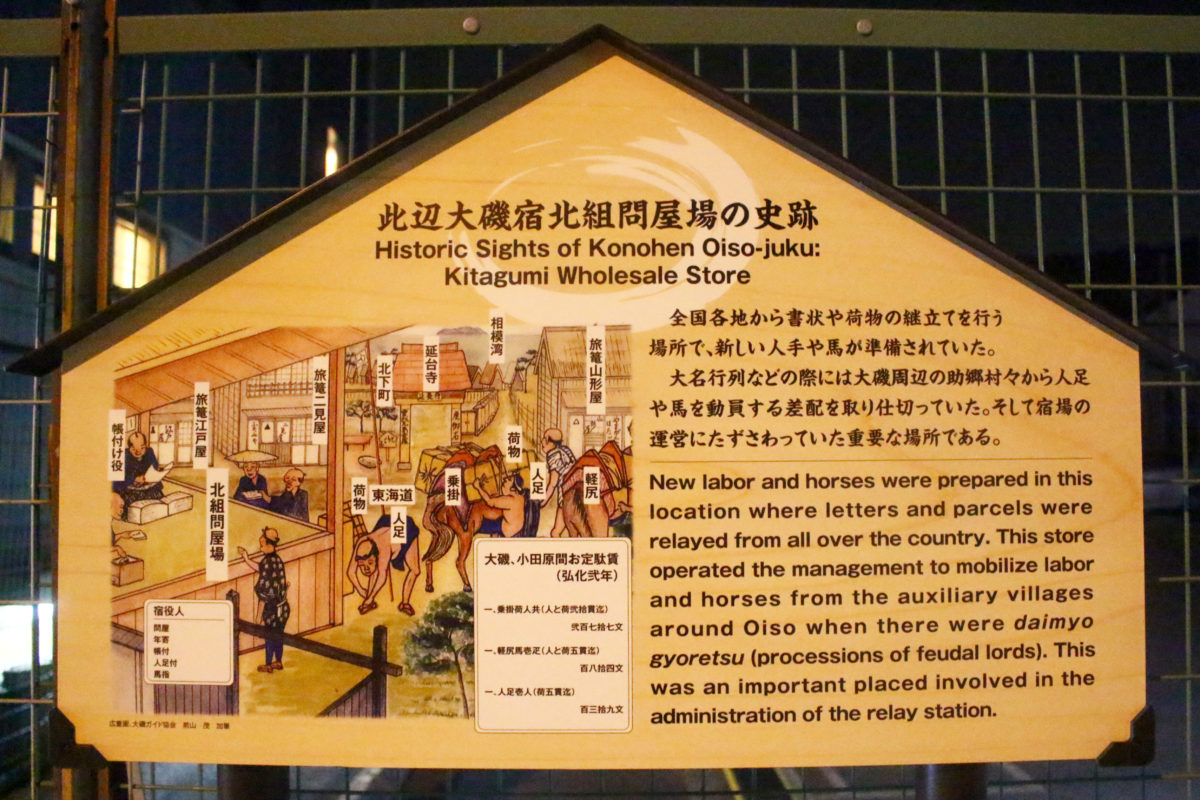 此辺大磯宿北組問屋場の史跡
Historic Sights of Konohen Oiso-juku:
Kitagumi Wholesale Store
全国各地から書状や荷物の継立てを行う
場所で、新しい人手や馬が準備されていた。
大名行列などの際には大磯周辺の助郷村々から人足
や馬を動員する差配を取り仕切っていた。そして宿場の
運営にたずさわっていた重要な場所である。
New labor and horses were prepared in this
location where letters and parcels were
relayed from all over the country. This store
operated the management to mobilize labor
and horses from the auxiliary villages
around Oiso when there were daimyo
gyoretsu (processions of feudal lords). This
was an important placed involved in the
administration of the relay station.
帳付け役
旅篭江戸屋
北組問屋場
旅篭二見屋
北下町
延台寺
相模湾
旅篭山形屋
荷物
東海道
人足
乗掛
荷物
人足
軽尻
宿役人
問屋
年寄
帳付
人足付
馬指
大磯、小田原間お定駄賃
(弘化弐年)
一、乗掛荷人共(人と荷弐拾貫迄)
弐百七拾七文
一、軽尻馬壱疋(人と荷五貫迄)
百八拾四文
一、人足壱人(荷五貫迄)
百三拾九文
広重画、大磯ガイド協会 茂 加筆